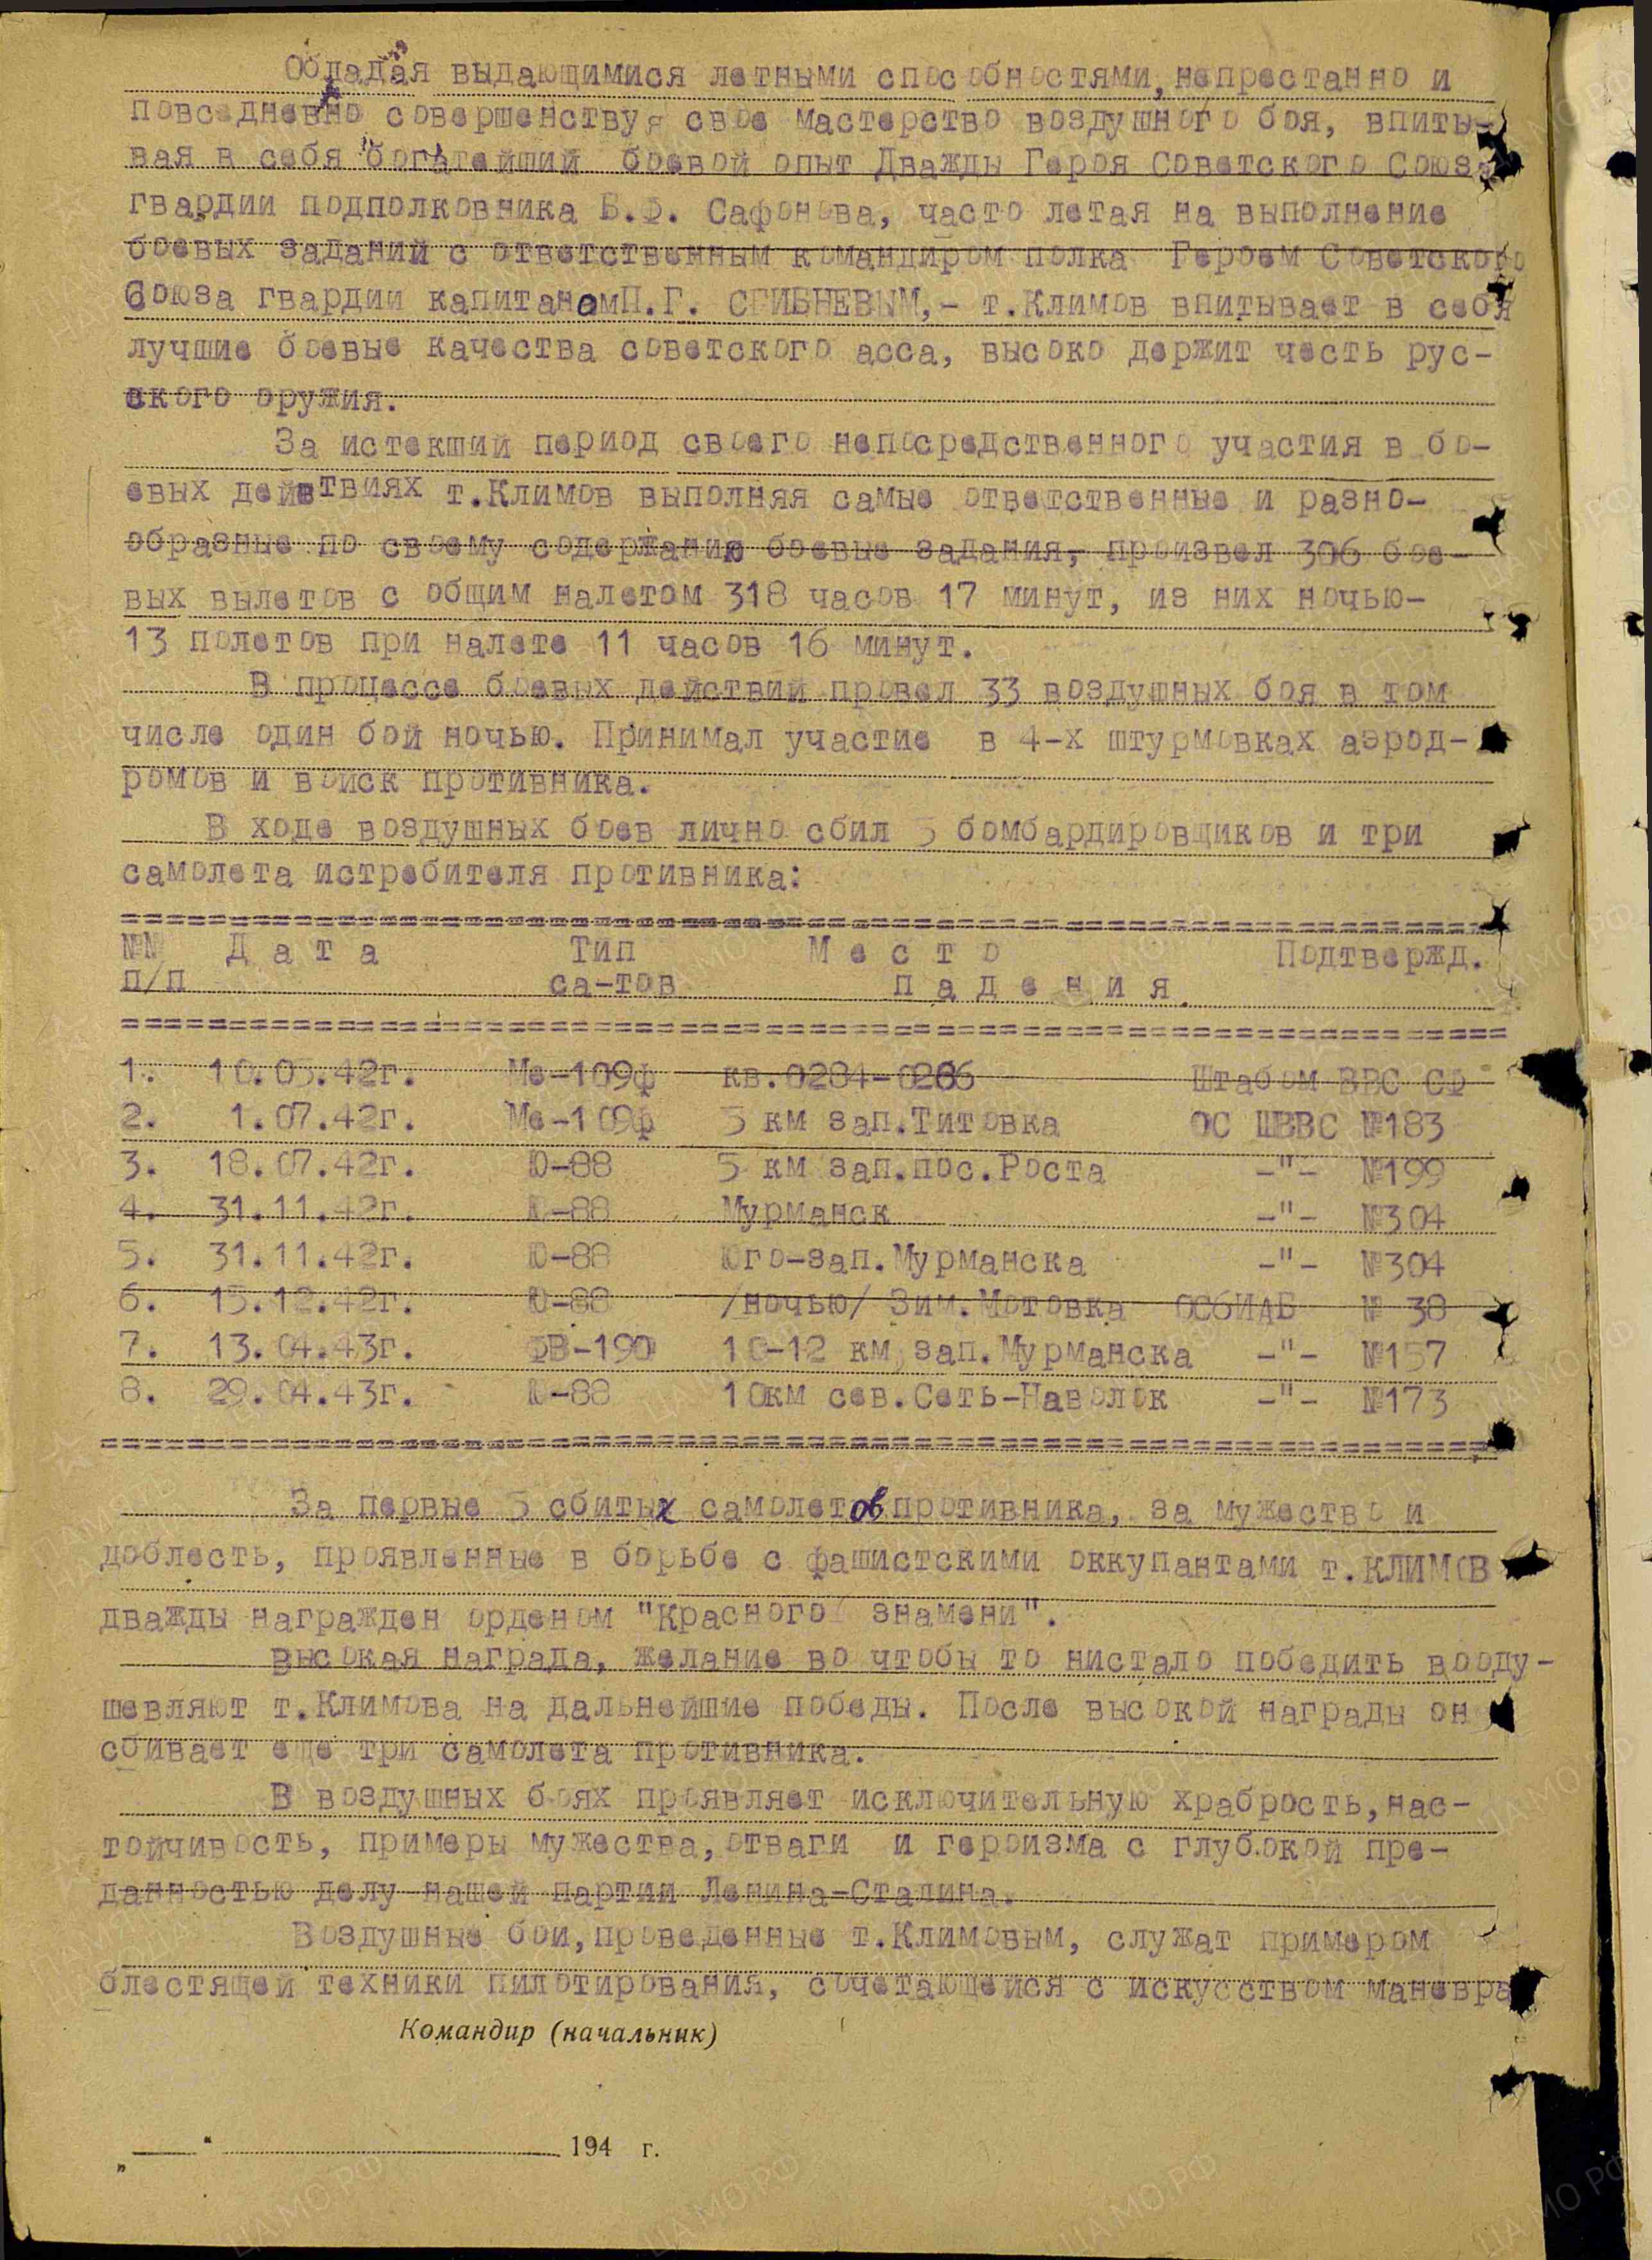 Обладая выдающимися летными способностями, непрестанно и
повседневно совершенствуя свое мастерство воздушного боя, впиты-
вая в себя богатейший боевой опыт Дважды Героя Советского Союза
гвардии подполковника Б.Ф. Сафонова, часто летая на выполнение
боевых заданий с ответственным командиром полка Героем Советского
Союза гвардии капитаном П.Г. СГИБНЕВЫМ,- т.Климов впитывает в себя
лучшие боевые качества советского асса, высоко держит честь рус-
ского оружия.
За истекший период своего непосредственного участия в бо-
евых действиях т.Климов выполняя самые ответственные и разно-
образные по своему содержанию боевые задания, произвел 306 бое-
вых вылетов с общим налетом 318 часов 17 минут, из них ночью-
13 полетов при налете 11 часов 16 минут.
В процессе боевых действий провел 33 воздушных боя в том
числе один бой ночью. Принимал участие в 4-х штурмовках аэрод-
ромов и войск противника.
В ходе воздушных боев лично сбил 5 бомбардировщиков и три
самолета истребителя противника:
№№ Дата Тип Место Подтвержд.
п/п са-тов падения.
1. 10.05.42г. Ме-109ф кв.0284-0266 Штабом ВВС СФ
2. 1.07.42г. Ме-109ф 5 км зап.Титовка ОС ШВВС №183
3. 18.07.42г. Ю-88 5 км зап.пос.Роста -"- №199
4. 31.11.42г. Ю-88 Мурманск -"- №304
5. 31.11.42г. Ю-88 Юго-зап.Мурманска -"- №304
6. 15.12.42г. Ю-88 /ночью/ Зим.Мотовка ОС6ИАБ № 38
7. 13.04.43г. ФВ-190 10-12 км зап.Мурманска -"- №157
8. 29.04.43г. Ю-88 10км сев.Сеть-Наволок -"- №173
За первые 5 сбитых самолетов противника, за мужество и
доблесть, проявленные в борьбе с фашистскими оккупантами т.КЛИМОВ
дважды награжден орденом "Красного знамени".
Высокая награда, желание во чтобы то нистало победить вооду-
шевляют т.Климова на дальнейшие победы. После высокой награды он
сбивает еще три самолета противника.
В воздушных боях проявляет исключительную храбрость, нас-
тойчивость, примеры мужества, отваги и героизма с глубокой пре-
данностью делу нашей партии Ленина-Сталина.
Воздушные бои, проведенные т.Климовым, служат примером
блестящей техники пилотирования, сочетающейся с искусством маневра
Командир (начальник)
„ “ 194 г.